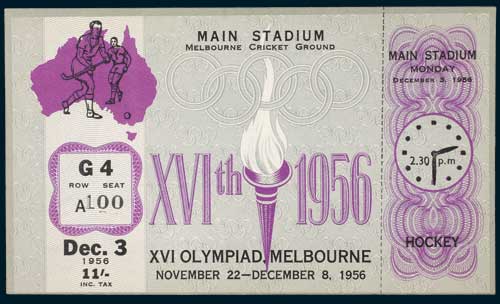 MAIN STADIUM
MELBOURNE CRICKET GROUND
G 4
ROW SEAT
A100
Dec. 3
1956
11/-
INC. TAX
XVIth 1956
XVI OLYMPIAD, MELBOURNE
NOVEMBER 22—DECEMBER 8, 1956
MAIN STADIUM
MONDAY
DECEMBER 3, 1956
2.30 p.m
HOCKEY